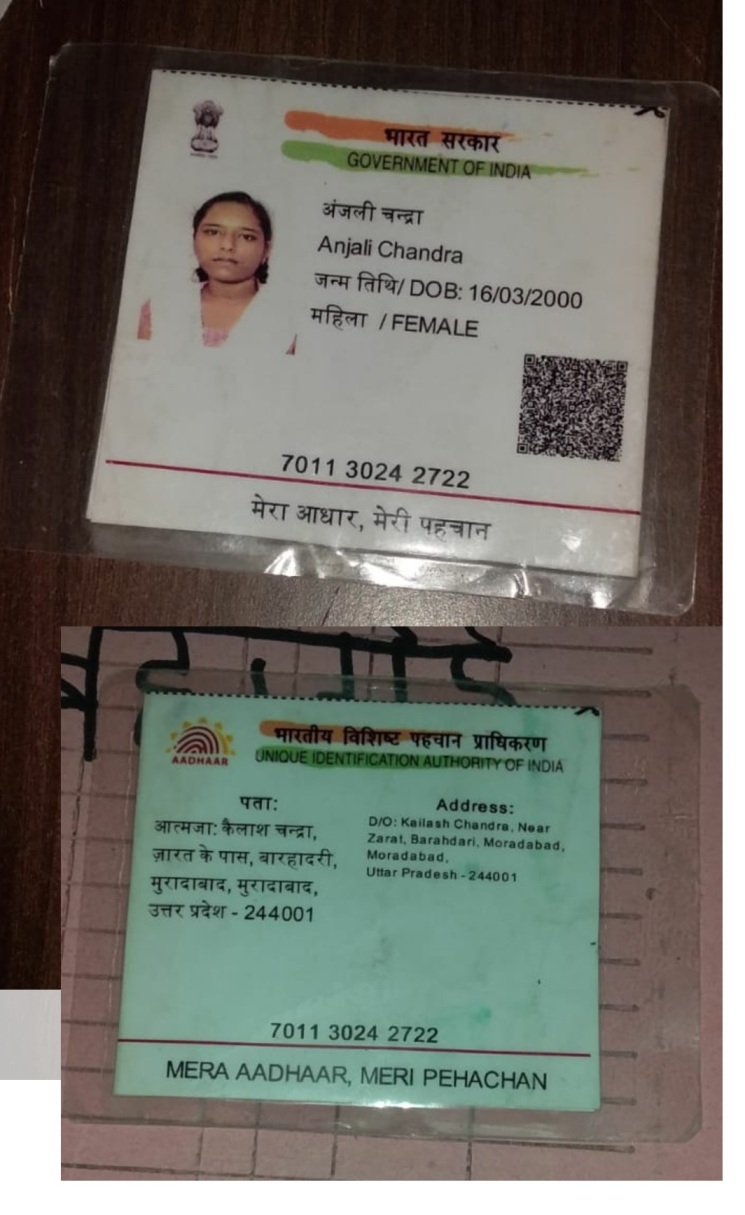 भारत सरकार
GOVERNMENT OF INDIA
अंजली चन्द्रा
Anjali Chandra
जन्म तिथि/ DOB: 16/03/2000
महिला / FEMALE
7011 3024 2722
मेरा आधार, मेरी पहचान
भारतीय विशिष्ट पहचान प्राधिकरण
UNIQUE IDENTIFICATION AUTHORITY OF INDIA
AADHAAR
पता:
आत्मजा: कैलाश चन्द्रा,
ज़ारत के पास, बारहादरी,
मुरादाबाद, मुरादाबाद,
उत्तर प्रदेश - 244001
Address:
D/O: Kailash Chandra, Near
Zarat, Barahdari, Moradabad,
Moradabad,
Uttar Pradesh - 244001
7011 3024 2722
MERA AADHAAR, MERI PEHACHAN